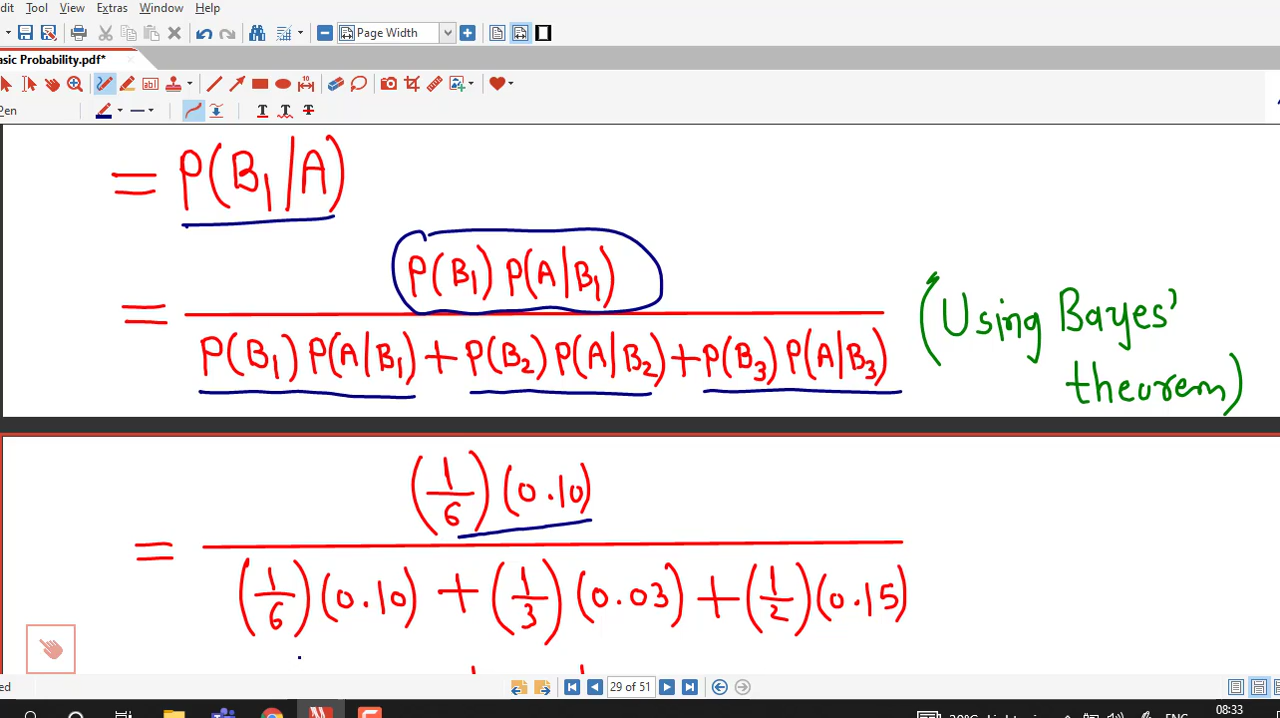 dit Tool View Extras Window Help
Page Width
asic Probability.pdf*
Pen
= P(B₁/A)
P(B₁) P(A|B₁)
=
P(B₁) P(A|B₁) + P(B₂) P(A|B₂) + P(B₃) P(A|B₃)
(Using Bayes'
theorem)
(1/6) (0.10)
=
(1/6) (0.10) + (1/3) (0.03) + (1/2) (0.15)
ed
29 of 51
ENG
08:33